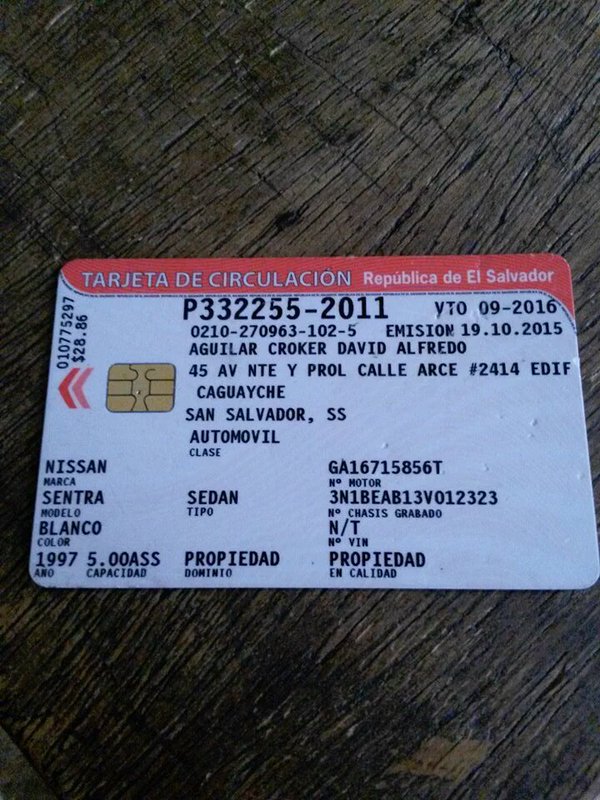 TARJETA DE CIRCULACIÓN República de El Salvador
010775297
$28.86
P332255-2011 VTO 09-2016
0210-270963-102-5 EMISION 19.10.2015
AGUILAR CROKER DAVID ALFREDO
45 AV NTE Y PROL CALLE ARCE #2414 EDIF
CAGUAYCHE
SAN SALVADOR, SS
AUTOMOVIL
CLASE
NISSAN GA16715856T
MARCA Nº MOTOR
SENTRA SEDAN 3N1BEAB13V012323
MODELO TIPO Nº CHASIS GRABADO
BLANCO N/T
COLOR Nº VIN
1997 5.00ASS PROPIEDAD PROPIEDAD
AÑO CAPACIDAD DOMINIO EN CALIDAD